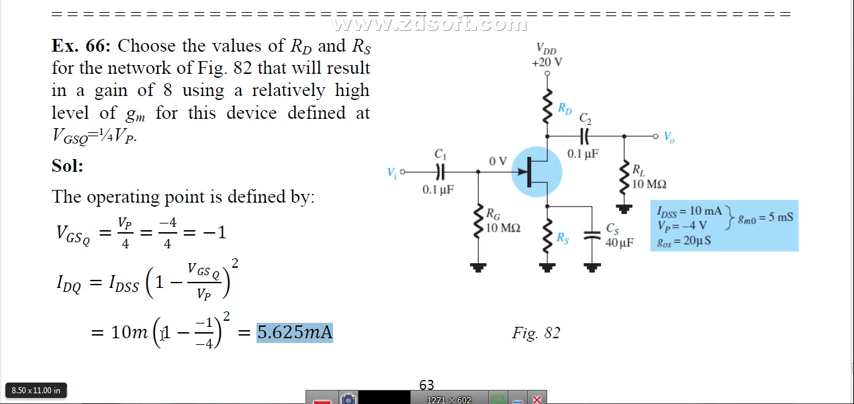 www.zdsoft.com
Ex. 66: Choose the values of R_D and R_S
for the network of Fig. 82 that will result
in a gain of 8 using a relatively high
level of g_m for this device defined at
V_GSQ=¼V_P.
Sol:
The operating point is defined by:
V_GS_Q = V_P/4 = -4/4 = -1
I_DQ = I_DSS (1 - V_GS_Q/V_P)^2
= 10m (1 - -1/-4)^2 = 5.625mA
V_DD
+20 V
R_D
C_2
0.1 μF
V_o
C_1
0 V
V_i
0.1 μF
R_L
10 MΩ
R_G
10 MΩ
R_S
C_S
40 μF
I_DSS = 10 mA
V_P = -4 V
g_m0 = 5 mS
g_os = 20μS
Fig. 82
63
8.50 x 11.00 in
1271 x 602